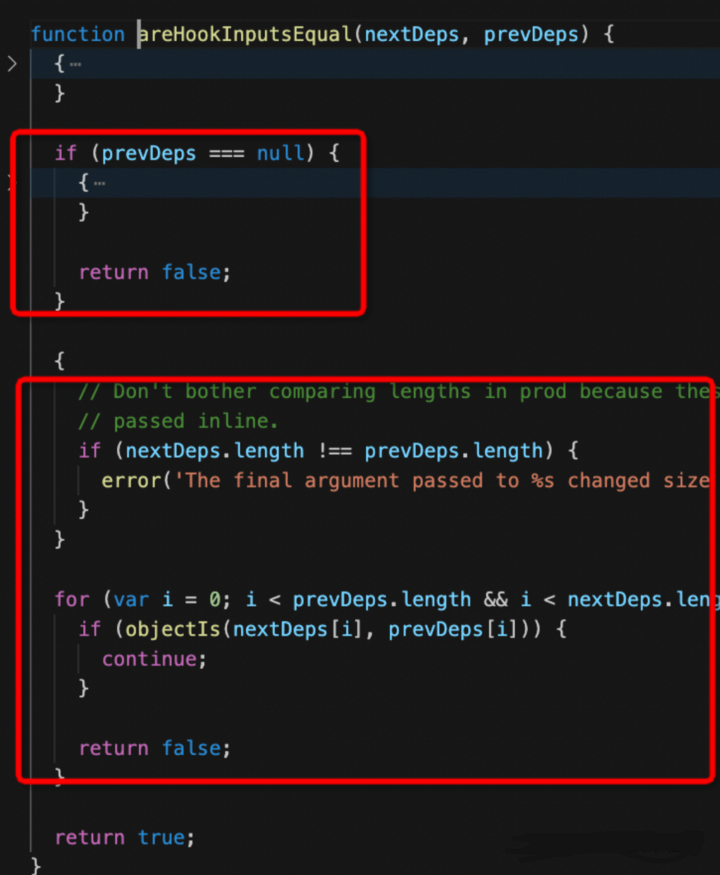 function areHookInputsEqual(nextDeps, prevDeps) {
{…
}
if (prevDeps === null) {
{…
}
return false;
}
{
// Don't bother comparing lengths in prod because
// passed inline.
if (nextDeps.length !== prevDeps.length) {
error('The final argument passed to %s changed size
}
}
for (var i = 0; i < prevDeps.length && i < nextDeps.leng
if (objectIs(nextDeps[i], prevDeps[i])) {
continue;
}
return false;
}
return true;
}